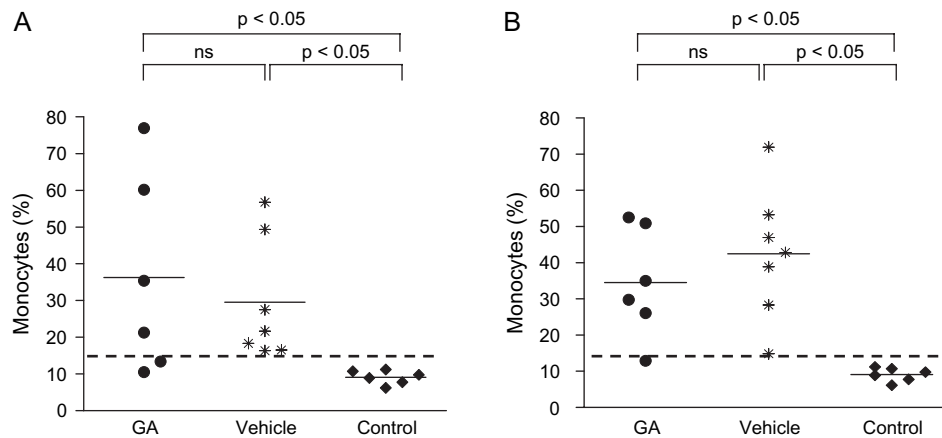 A
p < 0.05
ns
p < 0.05
Monocytes (%)
80
70
60
50
40
30
20
10
0
GA
Vehicle
Control
B
p < 0.05
ns
p < 0.05
Monocytes (%)
80
70
60
50
40
30
20
10
0
GA
Vehicle
Control